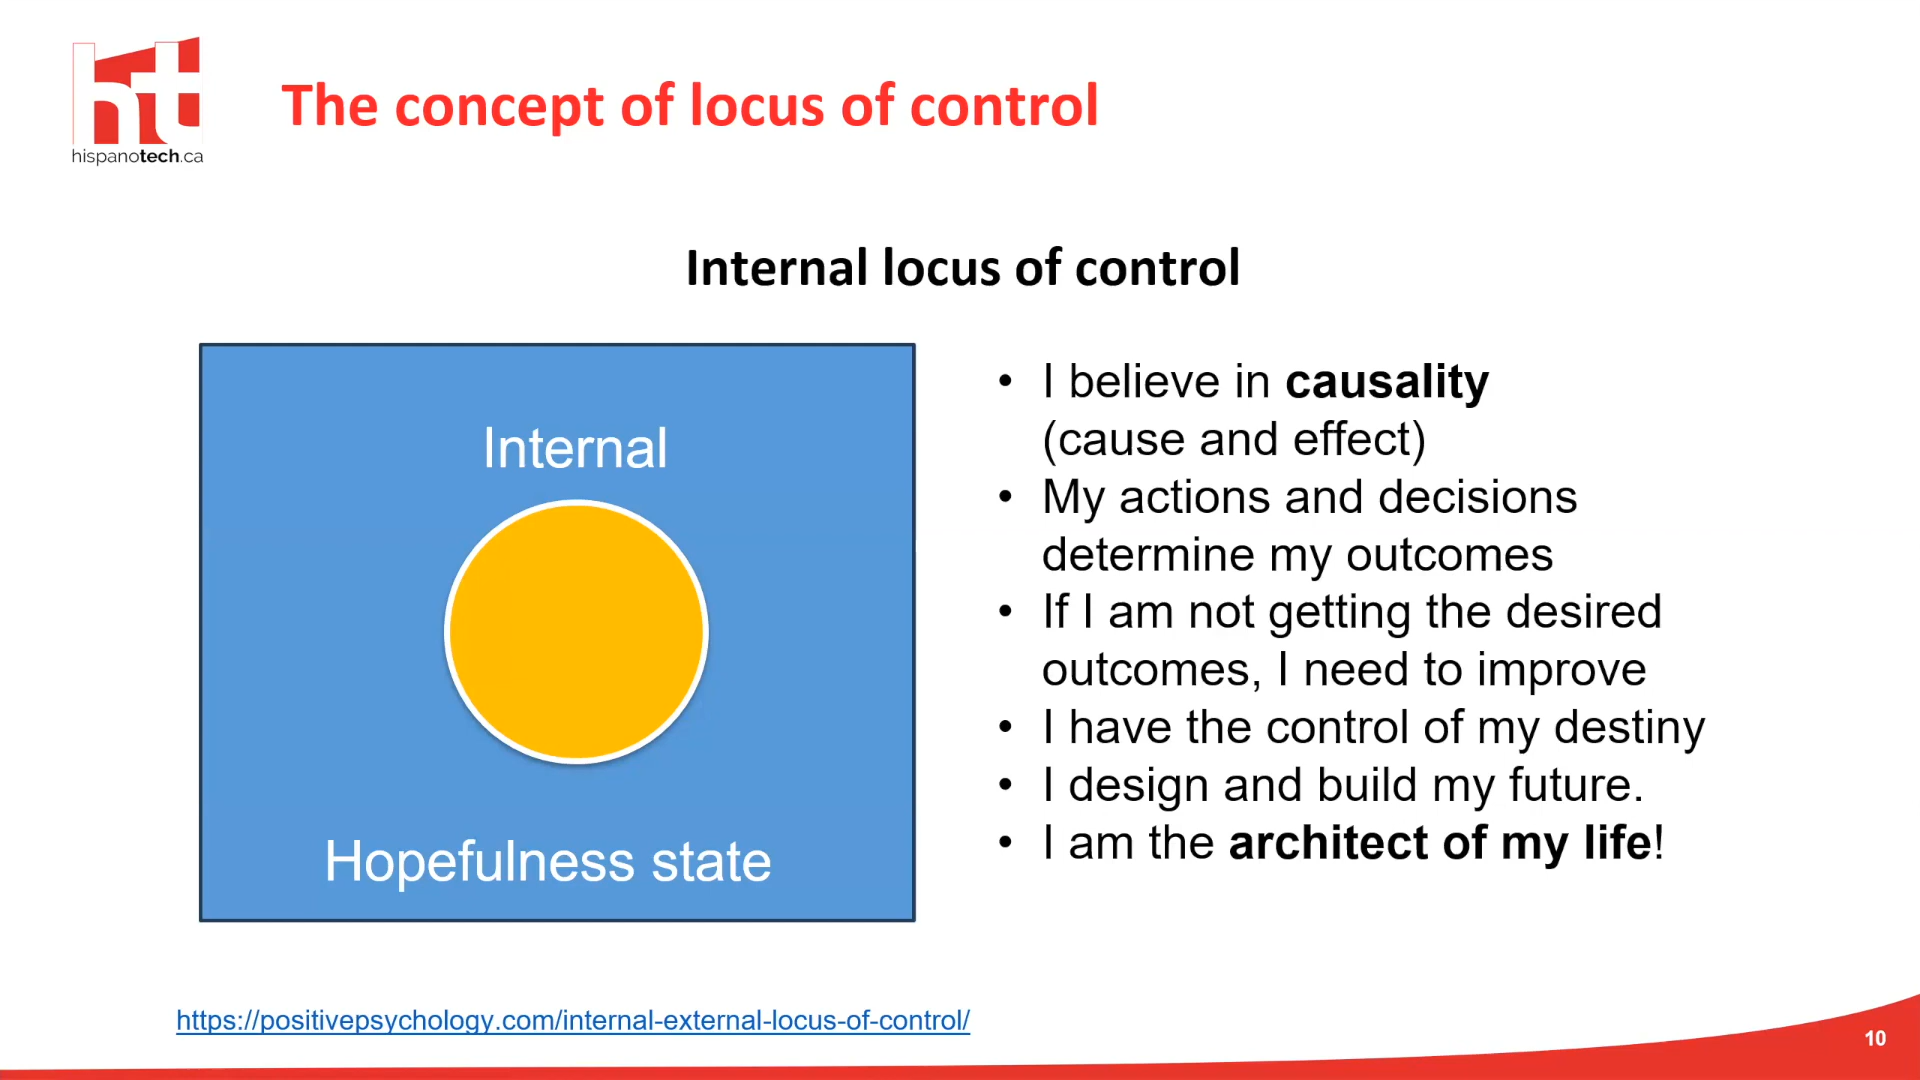 ht
hispanotech.ca
The concept of locus of control
Internal locus of control
Internal
Hopefulness state
• I believe in causality
(cause and effect)
• My actions and decisions
determine my outcomes
• If I am not getting the desired
outcomes, I need to improve
• I have the control of my destiny
• I design and build my future.
• I am the architect of my life!
https://positivepsychology.com/internal-external-locus-of-control/
10